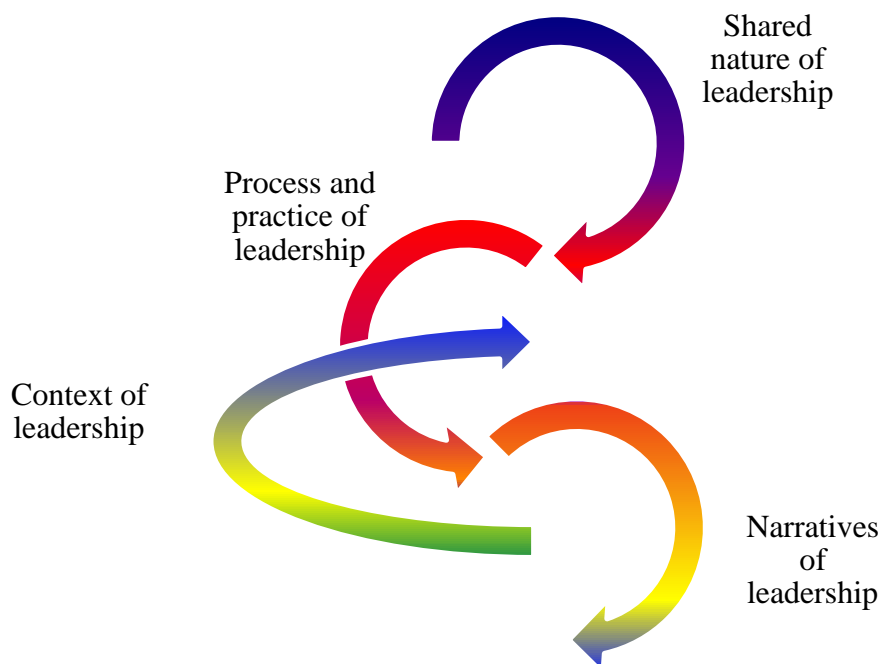 Shared
nature of
leadership
Process and
practice of
leadership
Context of
leadership
Narratives
of
leadership